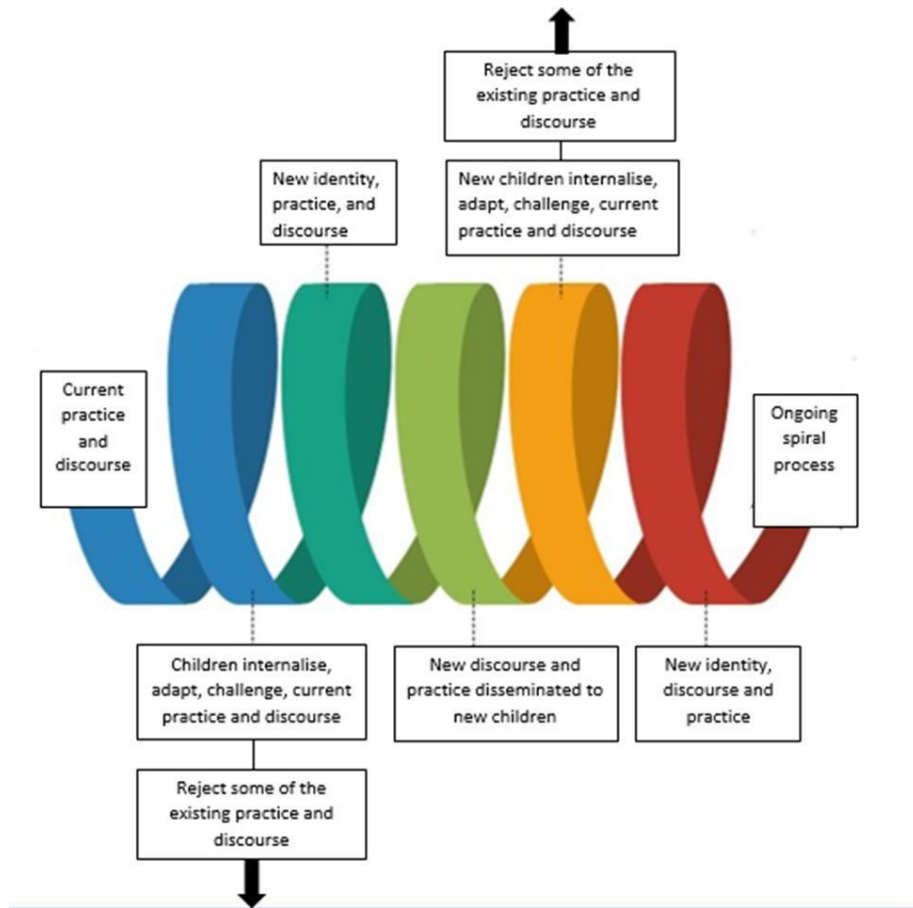 Reject some of the
existing practice and
discourse
New identity,
practice, and
discourse
New children internalise,
adapt, challenge, current
practice and discourse
Current
practice
and
discourse
Ongoing
spiral
process
Children internalise,
adapt, challenge, current
practice and discourse
New discourse and
practice disseminated to
new children
New identity,
discourse and
practice
Reject some of the
existing practice and
discourse